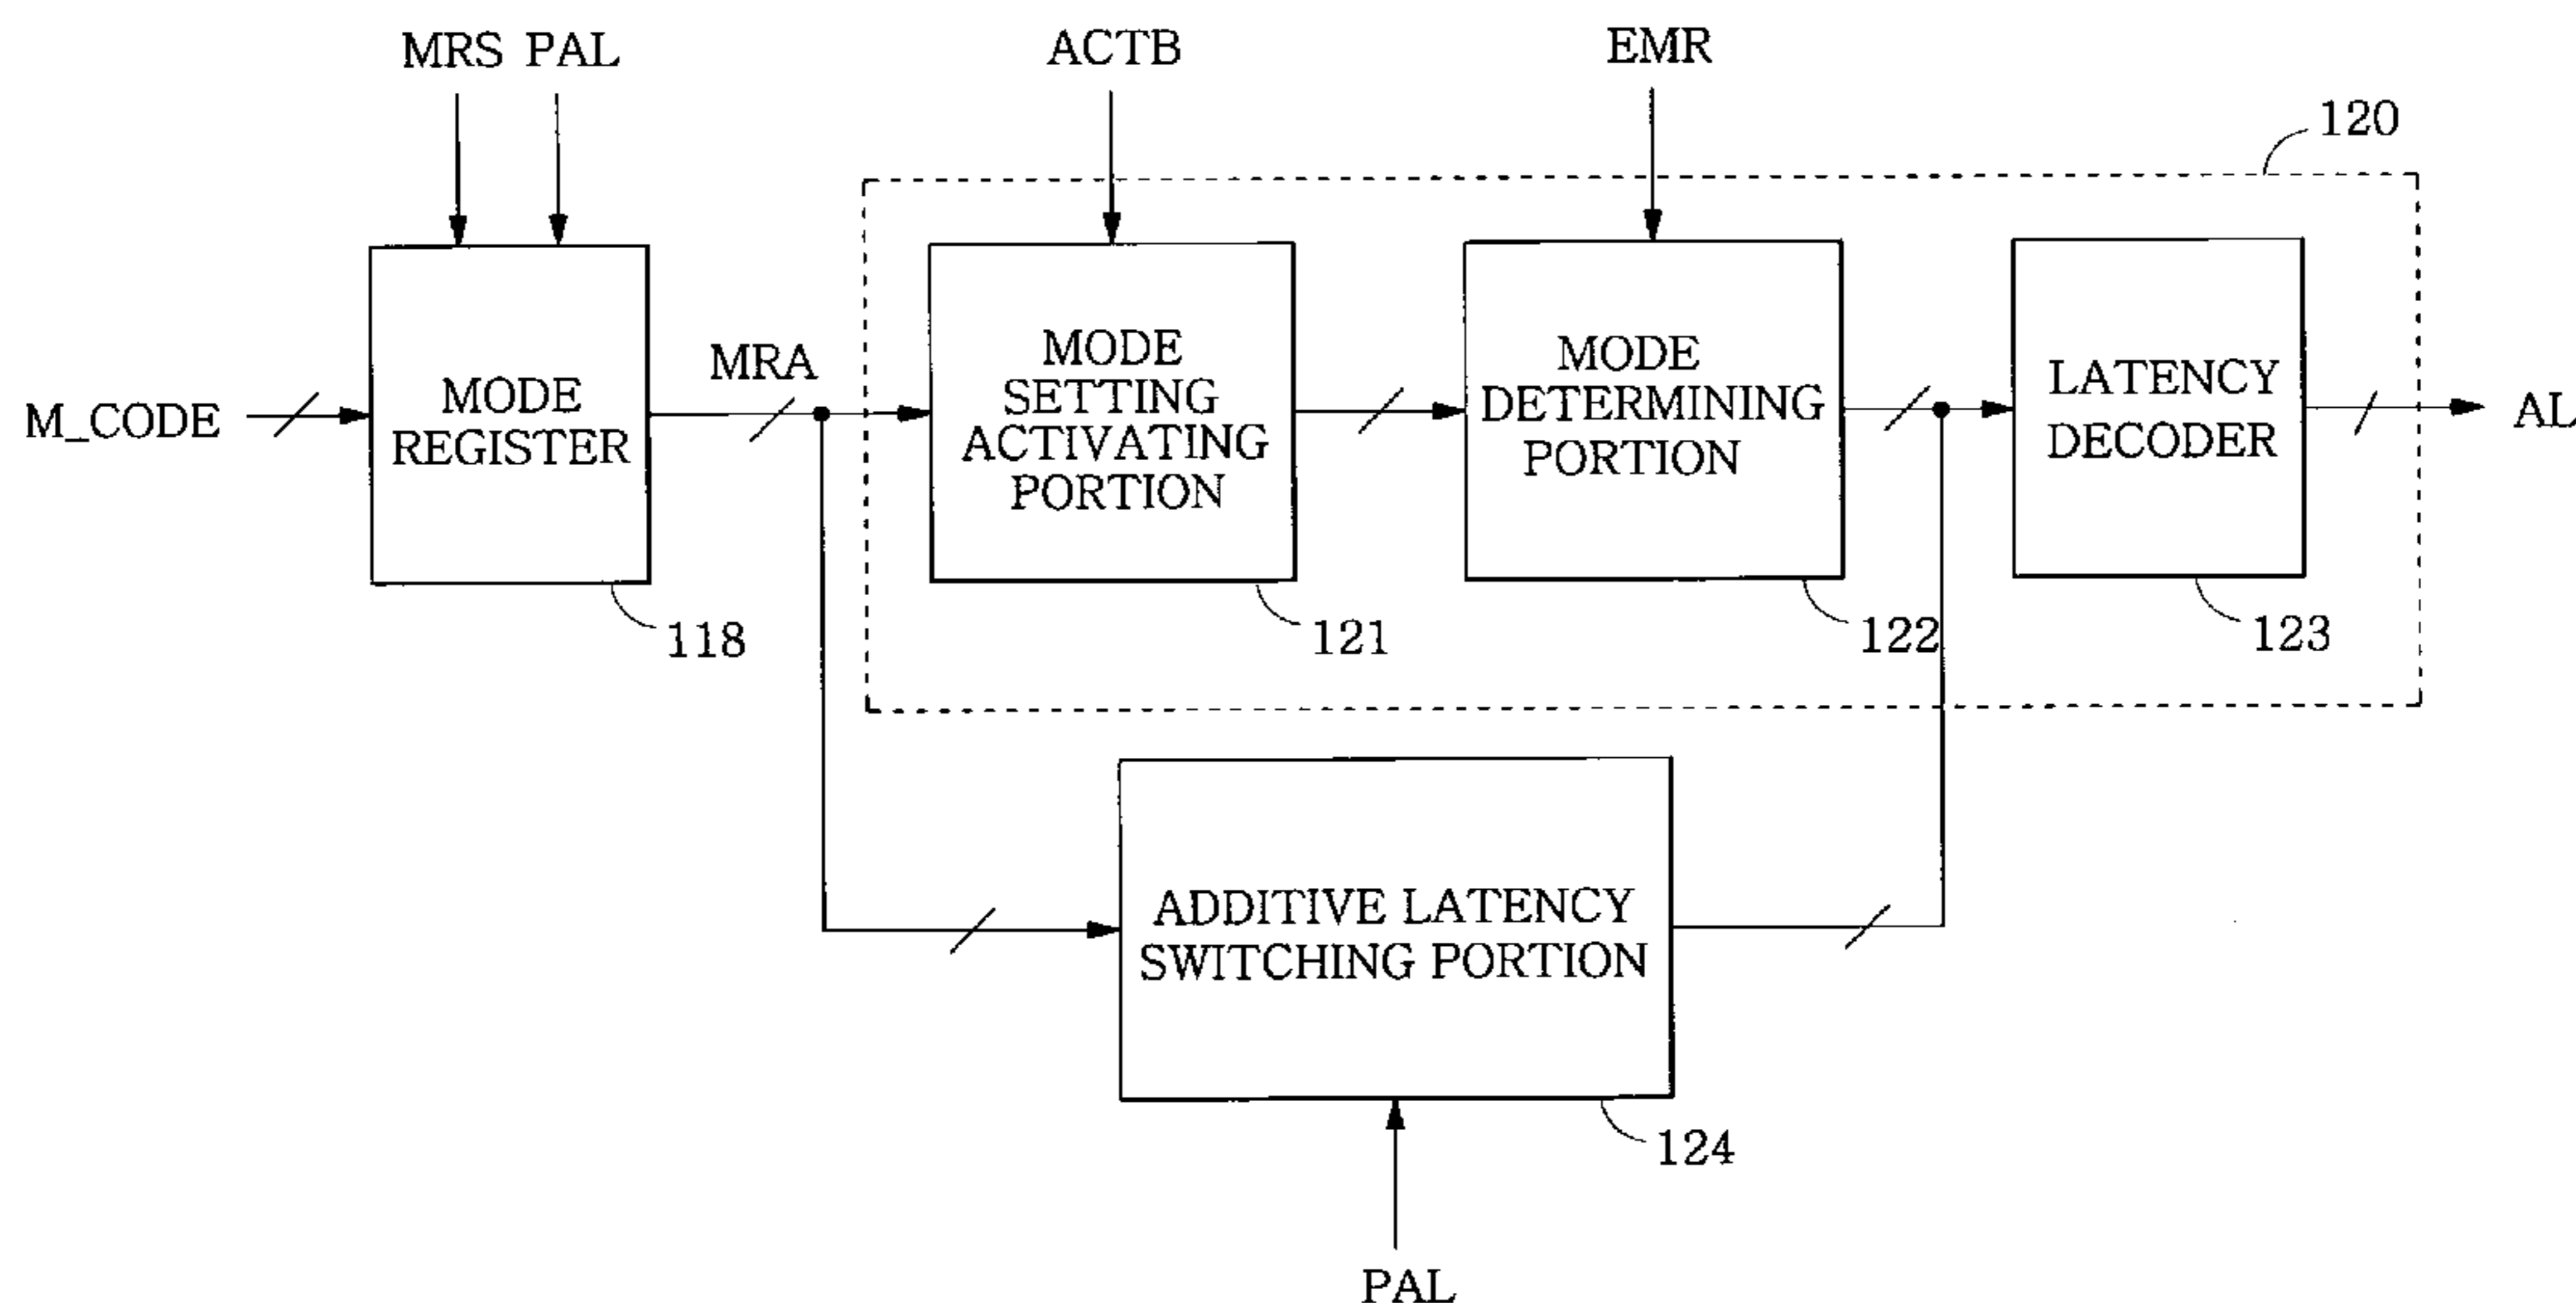 MRS PAL
ACTB
EMR
120
M_CODE
MODE
REGISTER
118
MRA
MODE
SETTING
ACTIVATING
PORTION
121
MODE
DETERMINING
PORTION
122
LATENCY
DECODER
123
AL
ADDITIVE LATENCY
SWITCHING PORTION
124
PAL